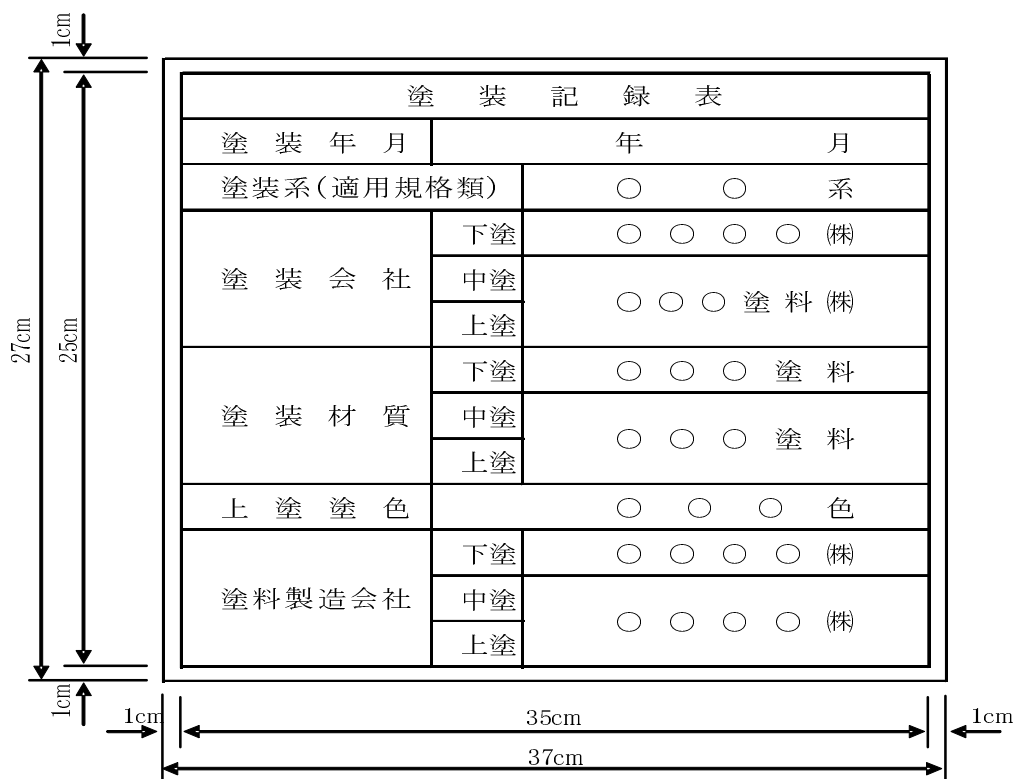 1cm
塗装記録表
塗装年月 年 月
塗装系(適用規格類) ○ ○ 系
下塗 ○○○○㈱
塗装会社 中塗 ○○○塗料㈱
上塗
27cm
25cm
下塗 ○○○塗料
塗装材質 中塗 ○○○塗料
上塗
上塗塗色 ○○○色
下塗 ○○○○㈱
塗料製造会社 中塗 ○○○○㈱
上塗
1cm
1cm 35cm 1cm
37cm